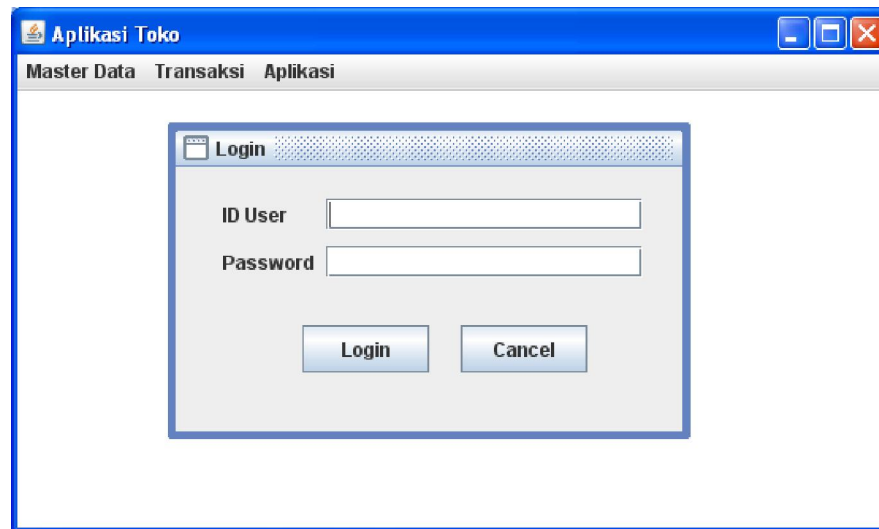 Aplikasi Toko
Master Data Transaksi Aplikasi
Login
ID User
Password
Login Cancel